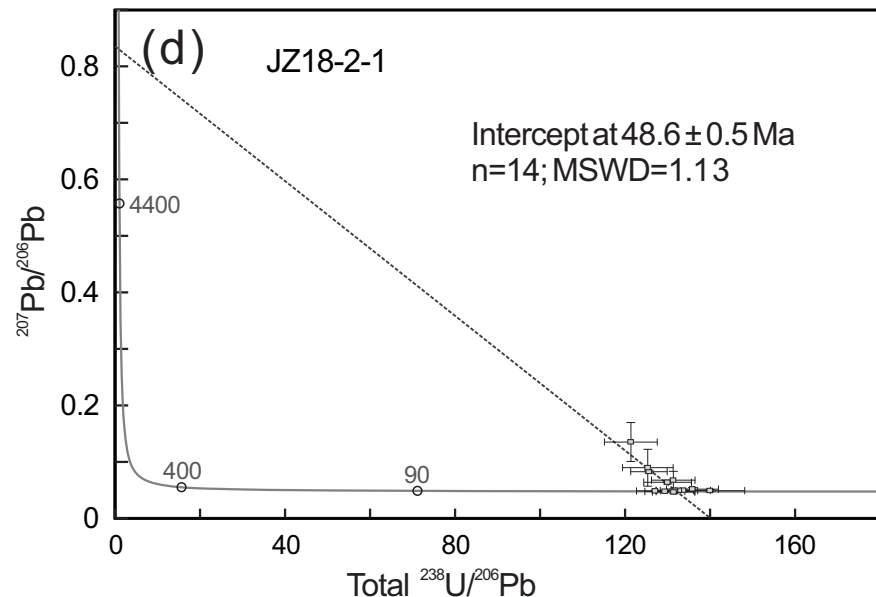 (d)
JZ18-2-1
Intercept at 48.6 ± 0.5 Ma
n=14; MSWD=1.13
0.8
0.6
0.4
0.2
0
²⁰⁷Pb/²⁰⁶Pb
4400
400
90
0 40 80 120 160
Total ²³⁸U/²⁰⁶Pb